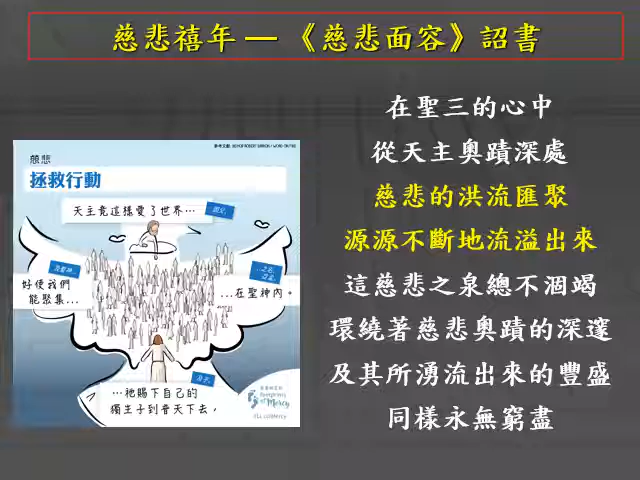 慈悲禧年 — 《慈悲面容》詔書
在聖三的心中
從天主奧蹟深處
慈悲的洪流匯聚
源源不斷地流溢出來
這慈悲之泉總不涸竭
環繞著慈悲奧蹟的深邃
及其所湧流出來的豐盛
同樣永無窮盡
慈悲
拯救行動
天主竟這樣愛了世界…
好使我們
能聚集…
…在聖神內。
…祂賜下自己的
獨生子到普天下去，
Footprints
of Mercy